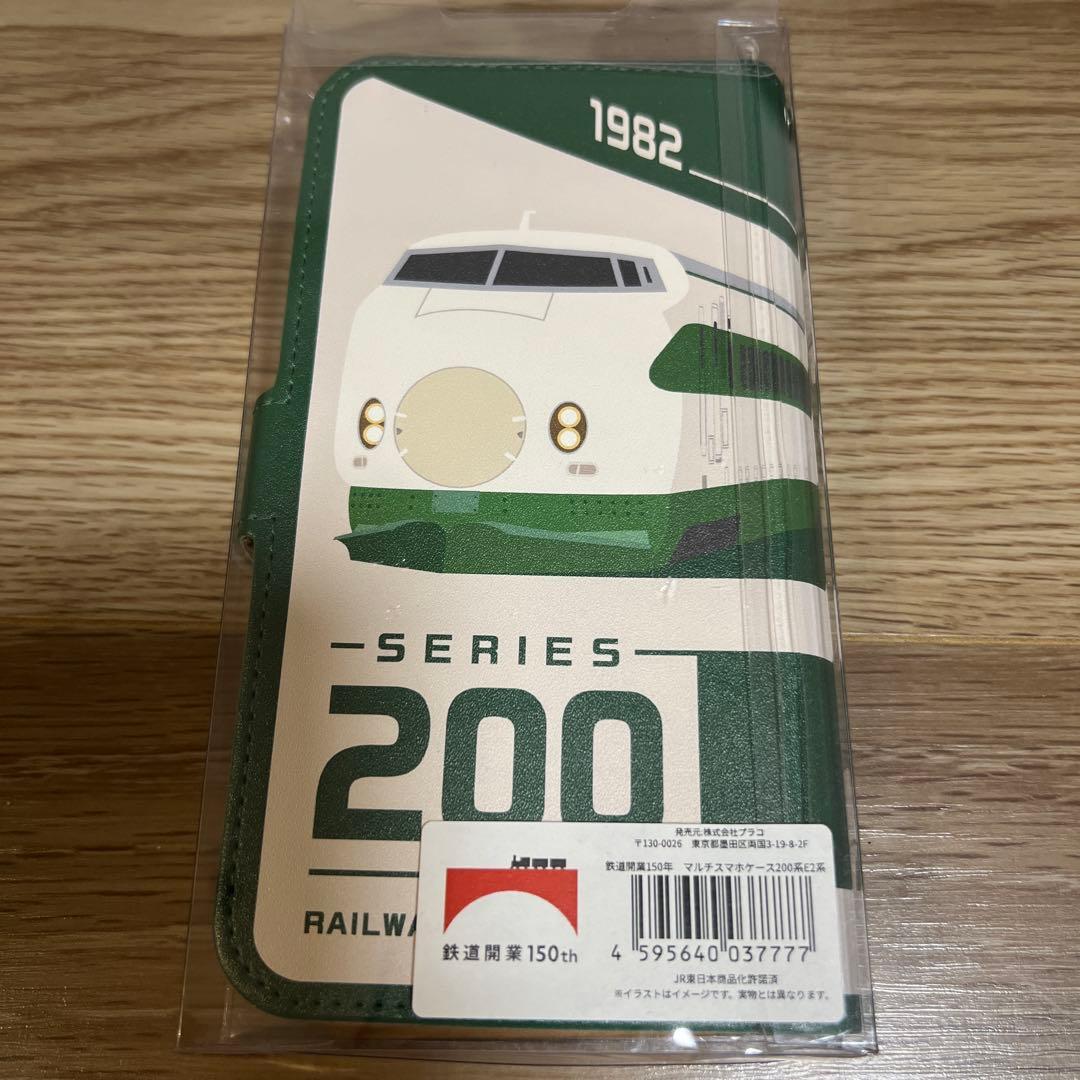 1982
SERIES
200
RAILWA
発売元:株式会社プラコ
〒130-0026 東京都墨田区両国3-19-8-2F
鉄道開業150年 マルチスマホケース200系E2系
鉄道開業150th
4 595640 037777
JR東日本商品化許諾済
※イラストはイメージです。実物とは異なります。